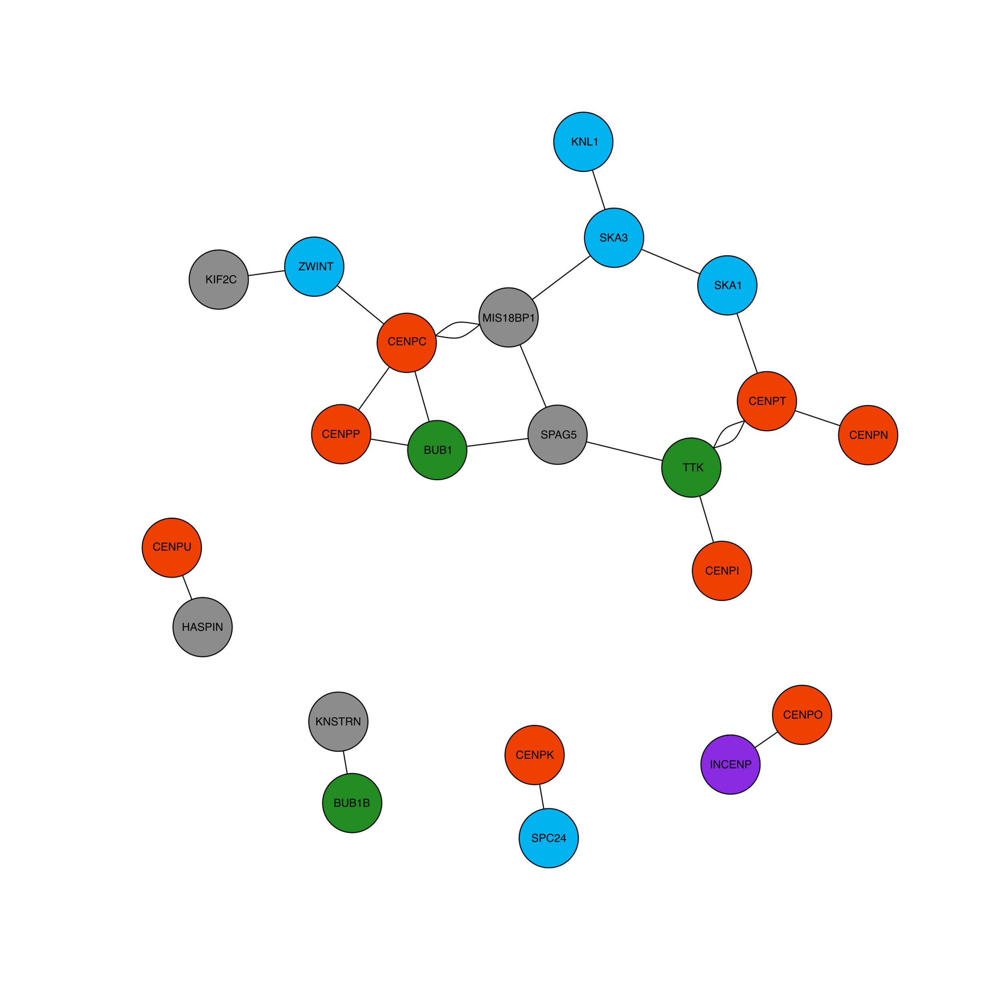 KNL1
SKA3
ZWINT
KIF2C
SKA1
MIS18BP1
CENPC
CENPT
CENPP
SPAG5
CENPN
BUB1
TTK
CENPU
CENPI
HASPIN
CENPO
KNSTRN
CENPK
INCENP
BUB1B
SPC24